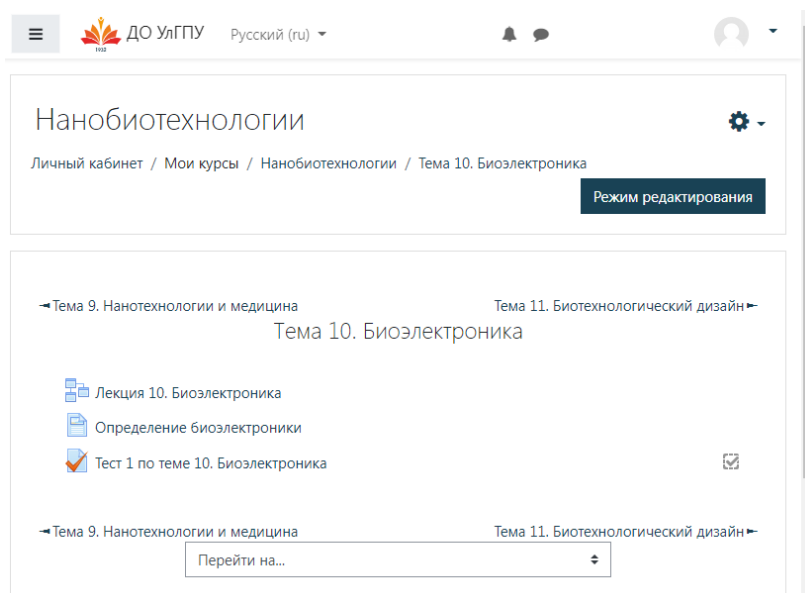 ДО УлГПУ Русский (ru)
1932
Нанобиотехнологии
Личный кабинет / Мои курсы / Нанобиотехнологии / Тема 10. Биоэлектроника
Режим редактирования
◄Тема 9. Нанотехнологии и медицина Тема 11. Биотехнологический дизайн►
Тема 10. Биоэлектроника
Лекция 10. Биоэлектроника
Определение биоэлектроники
Тест 1 по теме 10. Биоэлектроника
◄Тема 9. Нанотехнологии и медицина Тема 11. Биотехнологический дизайн►
Перейти на...